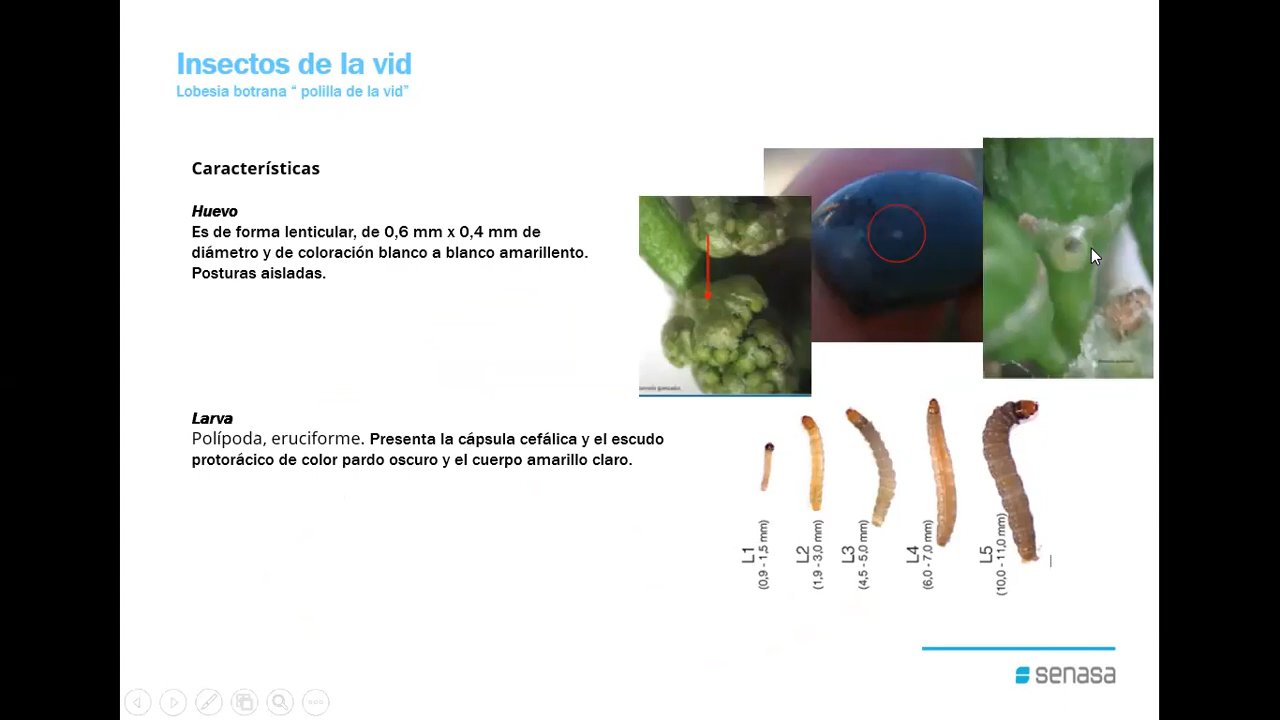 Insectos de la vid
Lobesia botrana “ polilla de la vid”
Características
Huevo
Es de forma lenticular, de 0,6 mm x 0,4 mm de
diámetro y de coloración blanco a blanco amarillento.
Posturas aisladas.
Larva
Polípoda, eruciforme. Presenta la cápsula cefálica y el escudo
protorácico de color pardo oscuro y el cuerpo amarillo claro.
L1
(0,9 - 1,5 mm)
L2
(1,9 - 3,0 mm)
L3
(4,5 - 5,0 mm)
L4
(6,0 - 7,0 mm)
L5
(10,0 - 11,0 mm)
senasa